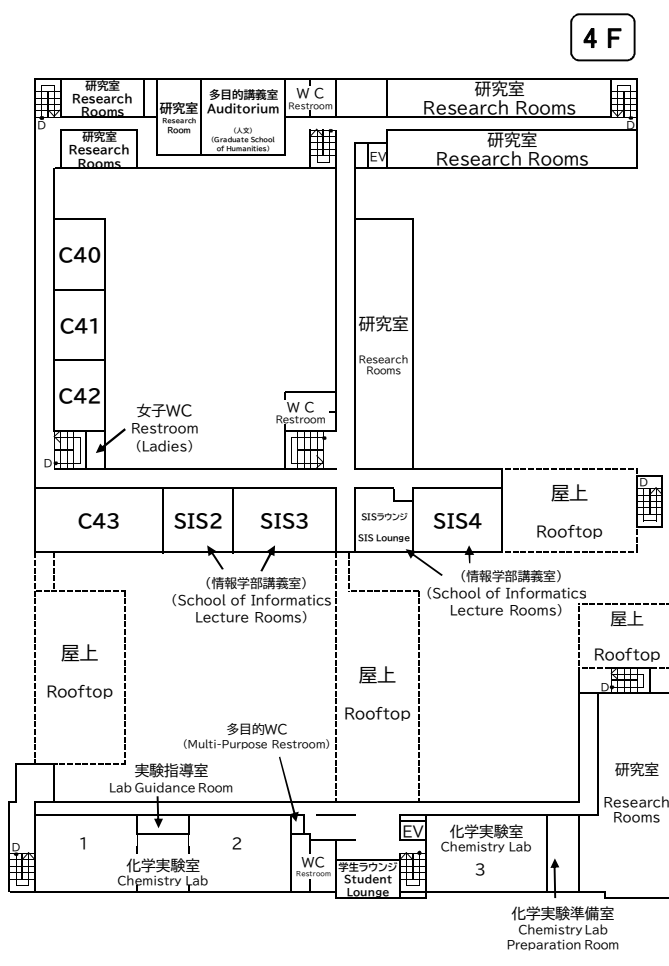 4 F
研究室
Research
Rooms
研究室
Research
Room
多目的講義室
Auditorium
（人文）
（Graduate School
of Humanities）
W C
Restroom
研究室
Research Rooms
D
D
研究室
Research
Rooms
EV
研究室
Research Rooms
C40
C41
C42
研究室
Research
Rooms
女子WC
Restroom
（Ladies）
W C
Restroom
D
D
C43
SIS2
SIS3
SISラウンジ
SIS Lounge
SIS4
屋上
Rooftop
（情報学部講義室）
（School of Informatics
Lecture Rooms）
（情報学部講義室）
（School of Informatics
Lecture Rooms）
屋上
Rooftop
屋上
Rooftop
屋上
Rooftop
D
多目的WC
（Multi-Purpose Restroom）
実験指導室
Lab Guidance Room
研究室
Research
Rooms
1
2
化学実験室
Chemistry Lab
D
WC
Restroom
学生ラウンジ
Student
Lounge
EV
化学実験室
Chemistry Lab
3
化学実験準備室
Chemistry Lab
Preparation Room